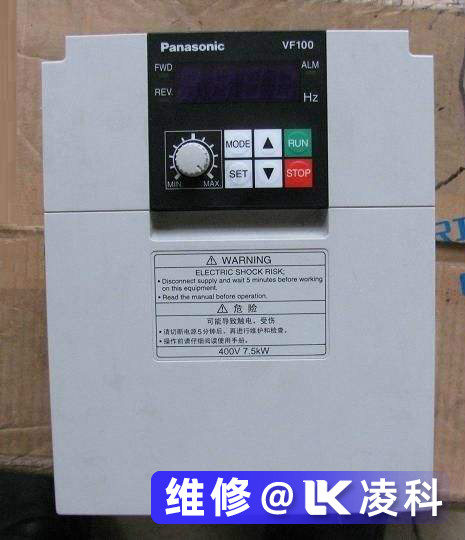 Panasonic VF100
FWD ALM
REV. Hz
MODE ▲ RUN
MIN MAX SET ▼ STOP
⚠ WARNING
ELECTRIC SHOCK RISK;
• Disconnect supply and wait 5 minutes before working
on this equipment.
• Read the manual before operation.
⚠ 危 险
可能导致触电、受伤
• 请切断电源5分钟后,再进行维护和检查。
• 操作前请仔细阅读使用手册。
400V 7.5kW
维修@LK凌科